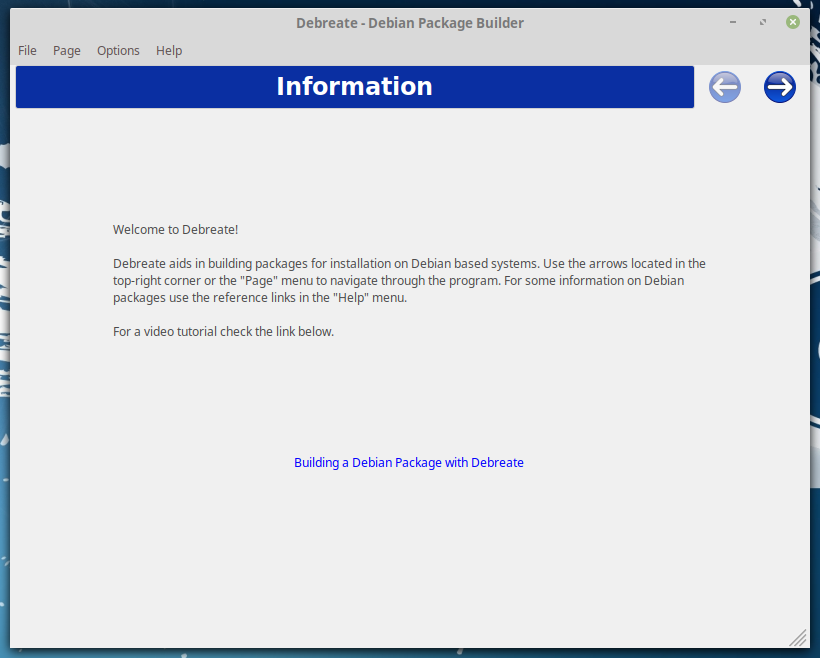 Debreate - Debian Package Builder
File Page Options Help
Information
Welcome to Debreate!
Debreate aids in building packages for installation on Debian based systems. Use the arrows located in the
top-right corner or the "Page" menu to navigate through the program. For some information on Debian
packages use the reference links in the "Help" menu.
For a video tutorial check the link below.
Building a Debian Package with Debreate